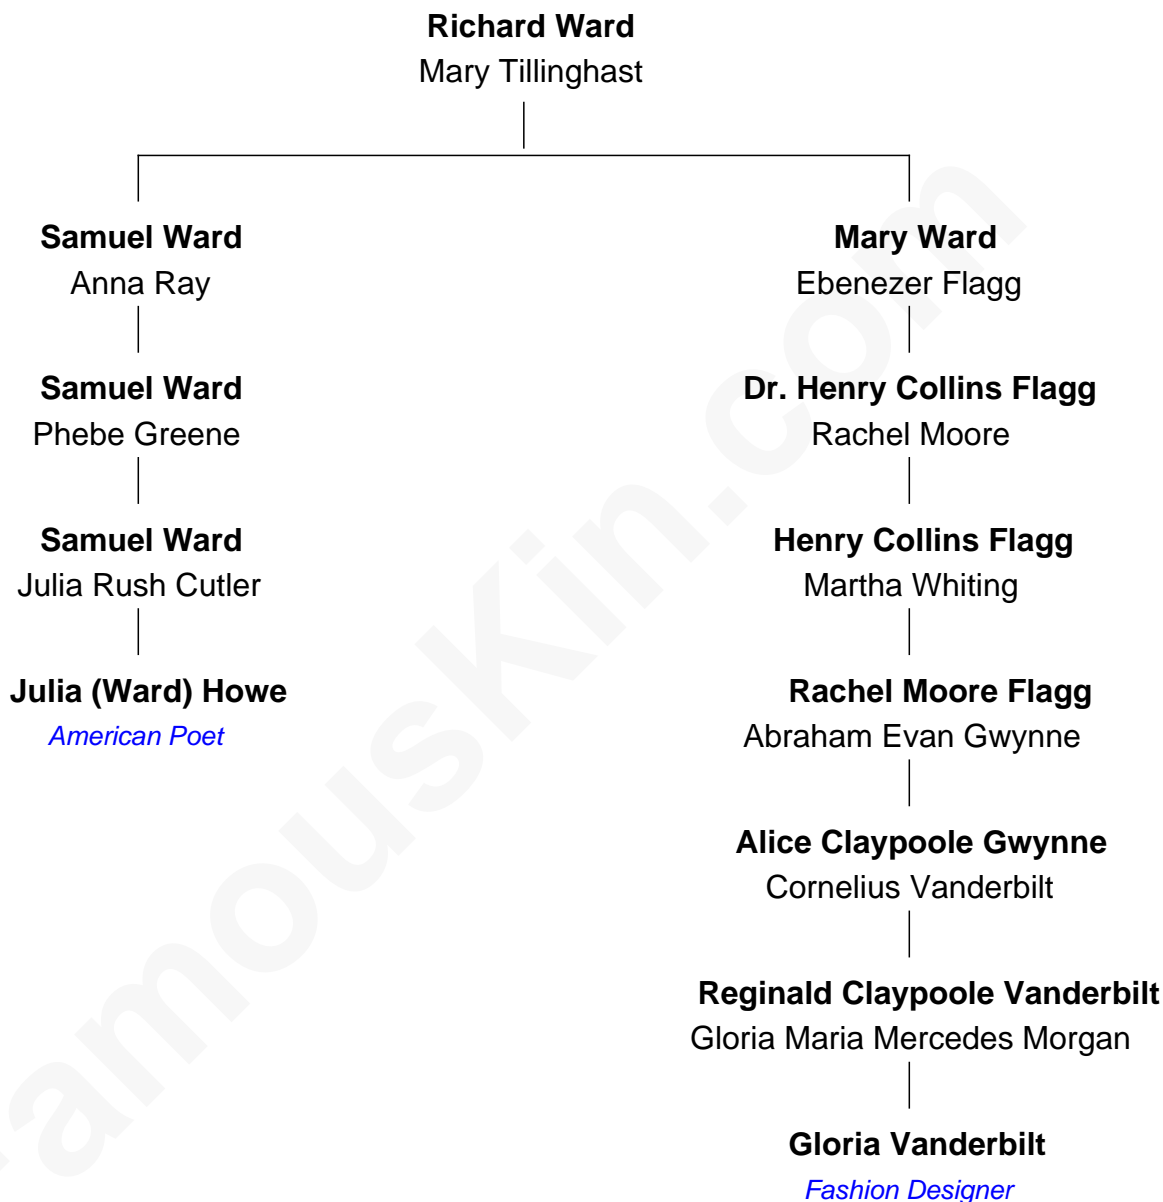 Richard Ward
Mary Tillinghast
Samuel Ward
Anna Ray
Samuel Ward
Phebe Greene
Samuel Ward
Julia Rush Cutler
Julia (Ward) Howe
American Poet
Mary Ward
Ebenezer Flagg
Dr. Henry Collins Flagg
Rachel Moore
Henry Collins Flagg
Martha Whiting
Rachel Moore Flagg
Abraham Evan Gwynne
Alice Claypoole Gwynne
Cornelius Vanderbilt
Reginald Claypoole Vanderbilt
Gloria Maria Mercedes Morgan
Gloria Vanderbilt
Fashion Designer
FamousKin.com